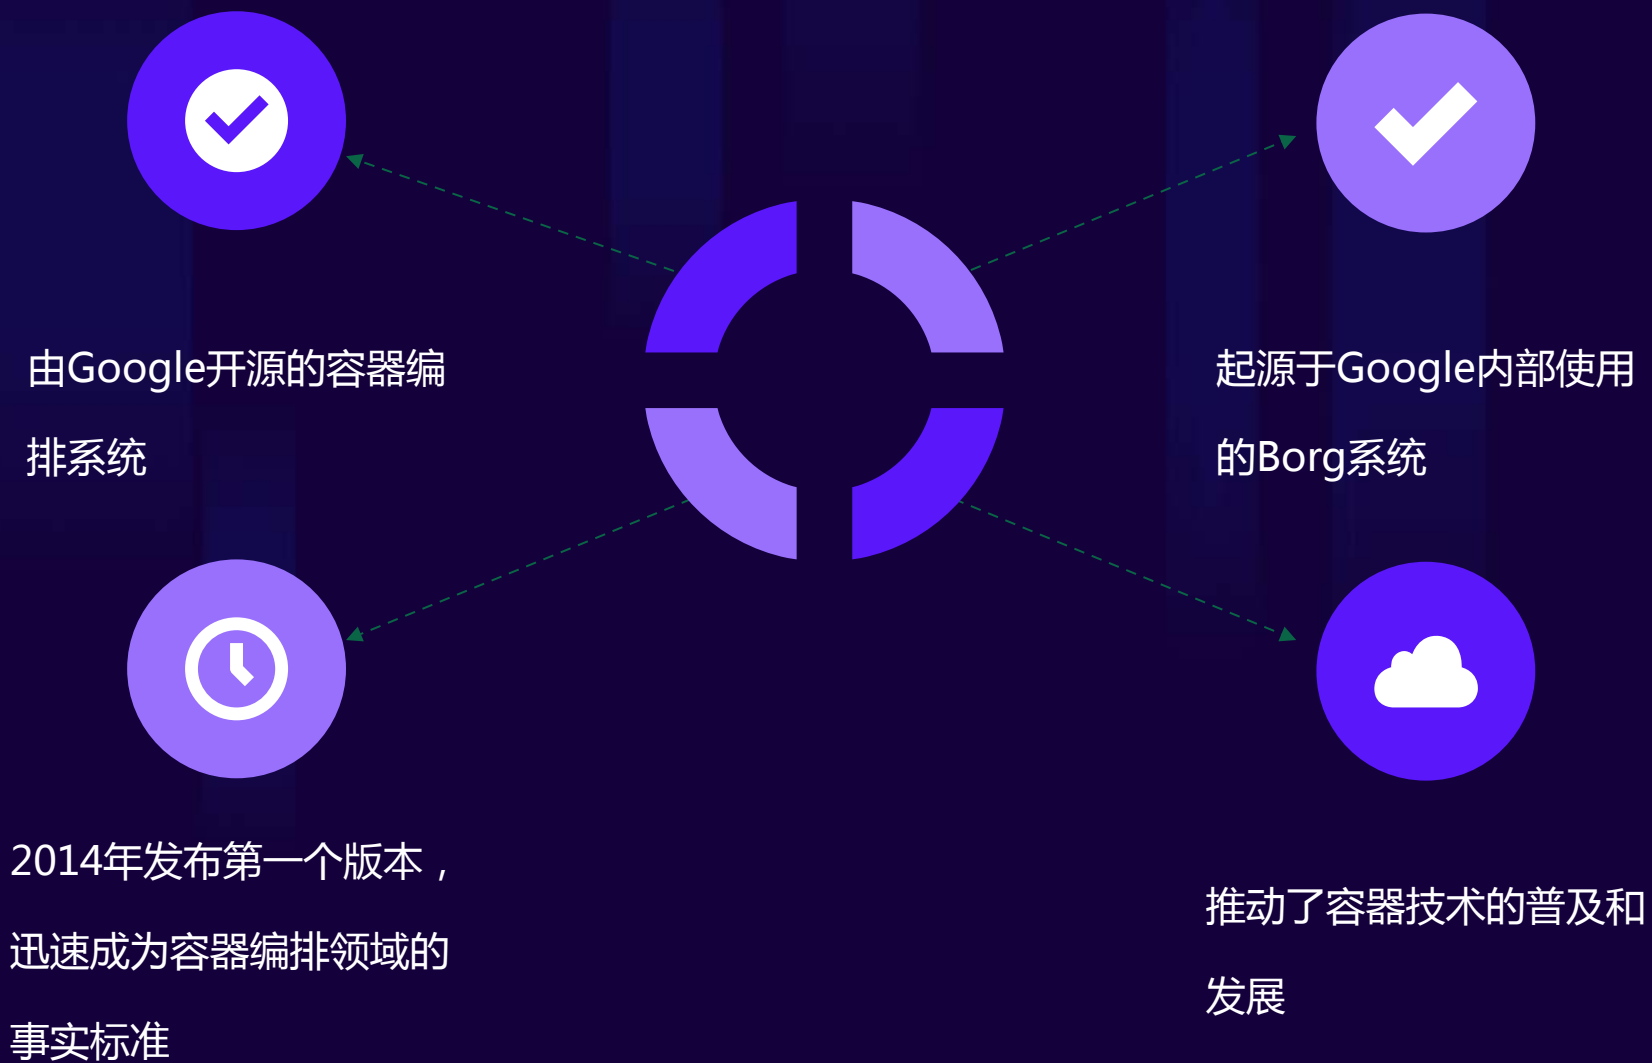 由Google开源的容器编
排系统
起源于Google内部使用
的Borg系统
2014年发布第一个版本，
迅速成为容器编排领域的
事实标准
推动了容器技术的普及和
发展